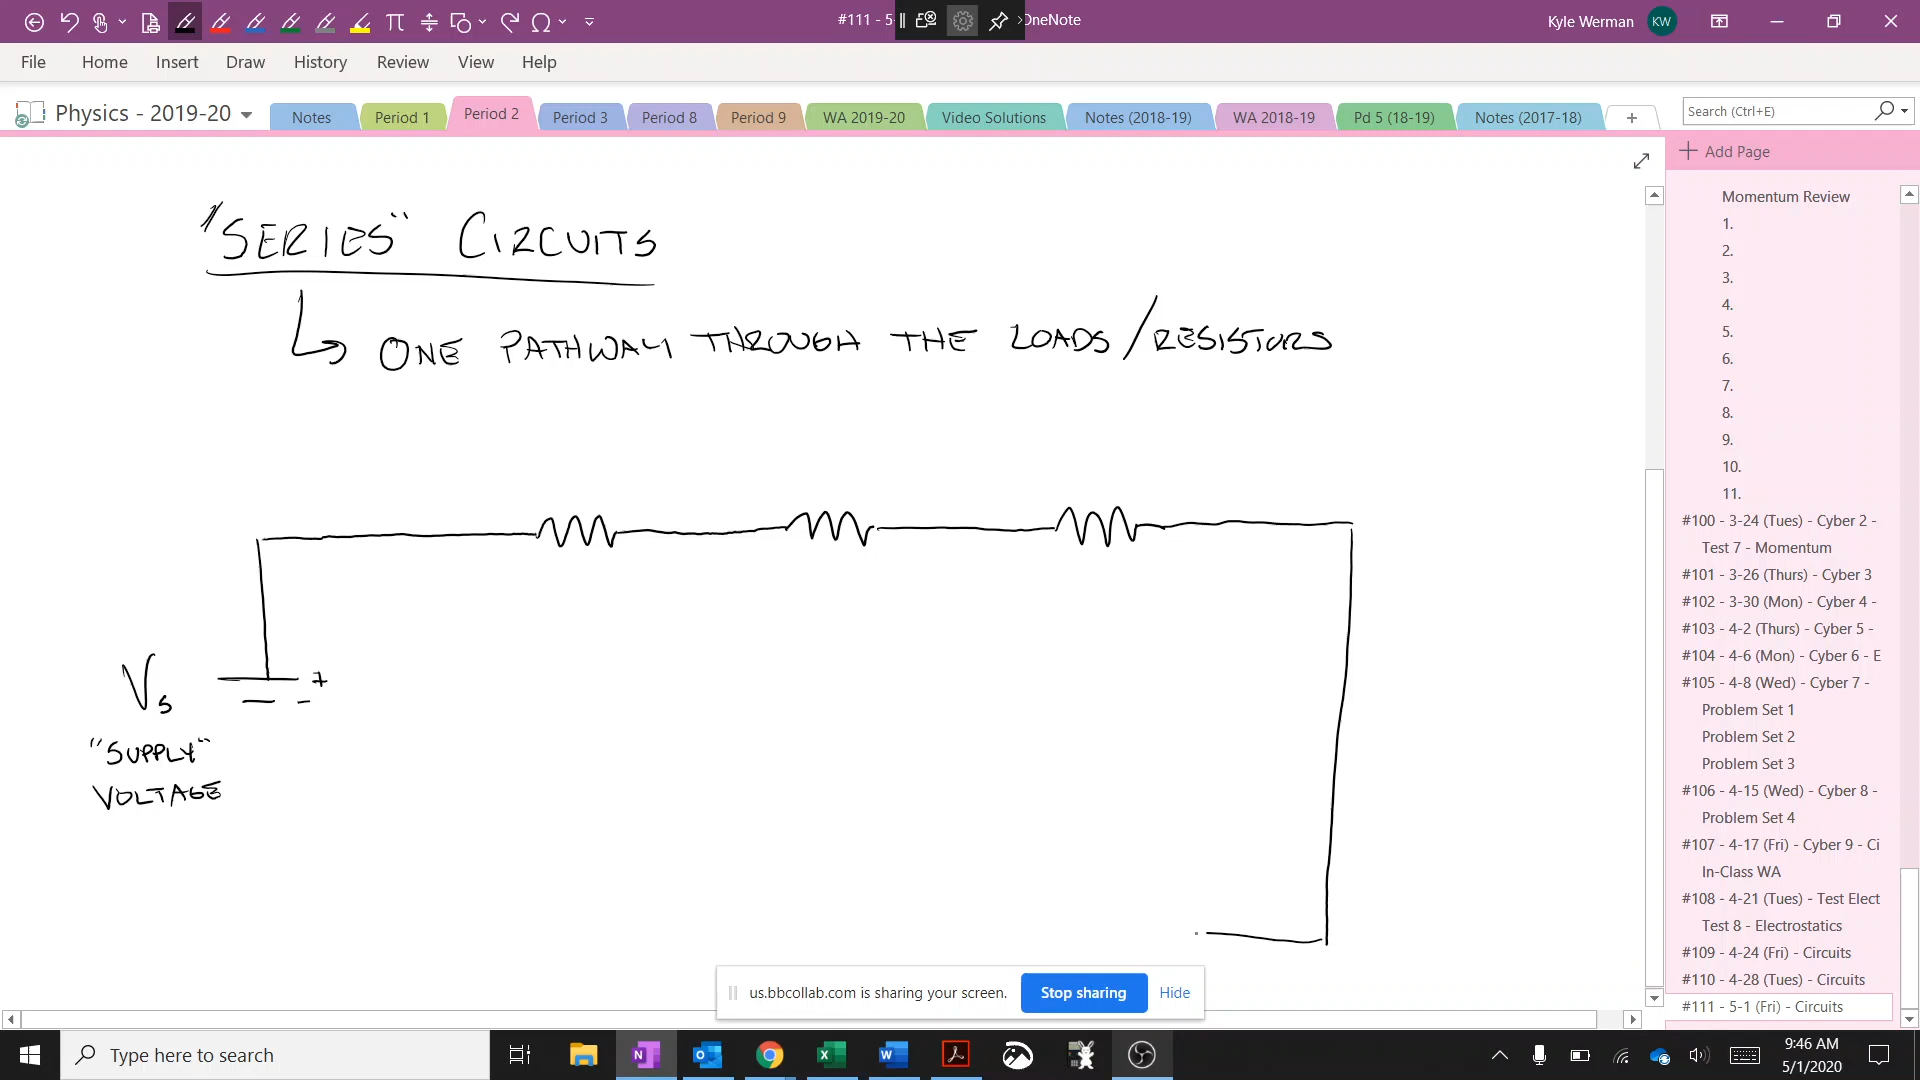 #111 - 5-
OneNote
Kyle Werman
KW
File Home Insert Draw History Review View Help
Physics - 2019-20
Notes Period 1 Period 2 Period 3 Period 8 Period 9 WA 2019-20 Video Solutions Notes (2018-19) WA 2018-19 Pd 5 (18-19) Notes (2017-18)
Search (Ctrl+E)
"SERIES" CIRCUITS
ONE PATHWAY THROUGH THE LOADS/RESISTORS
+
-
Vs
"SUPPLY"
VOLTAGE
Add Page
Momentum Review
1.
2.
3.
4.
5.
6.
7.
8.
9.
10.
11.
#100 - 3-24 (Tues) - Cyber 2 -
Test 7 - Momentum
#101 - 3-26 (Thurs) - Cyber 3
#102 - 3-30 (Mon) - Cyber 4 -
#103 - 4-2 (Thurs) - Cyber 5 -
#104 - 4-6 (Mon) - Cyber 6 - E
#105 - 4-8 (Wed) - Cyber 7 -
Problem Set 1
Problem Set 2
Problem Set 3
#106 - 4-15 (Wed) - Cyber 8 -
Problem Set 4
#107 - 4-17 (Fri) - Cyber 9 - Ci
In-Class WA
#108 - 4-21 (Tues) - Test Elect
Test 8 - Electrostatics
#109 - 4-24 (Fri) - Circuits
#110 - 4-28 (Tues) - Circuits
#111 - 5-1 (Fri) - Circuits
us.bbcollab.com is sharing your screen. Stop sharing Hide
Type here to search
9:46 AM
5/1/2020